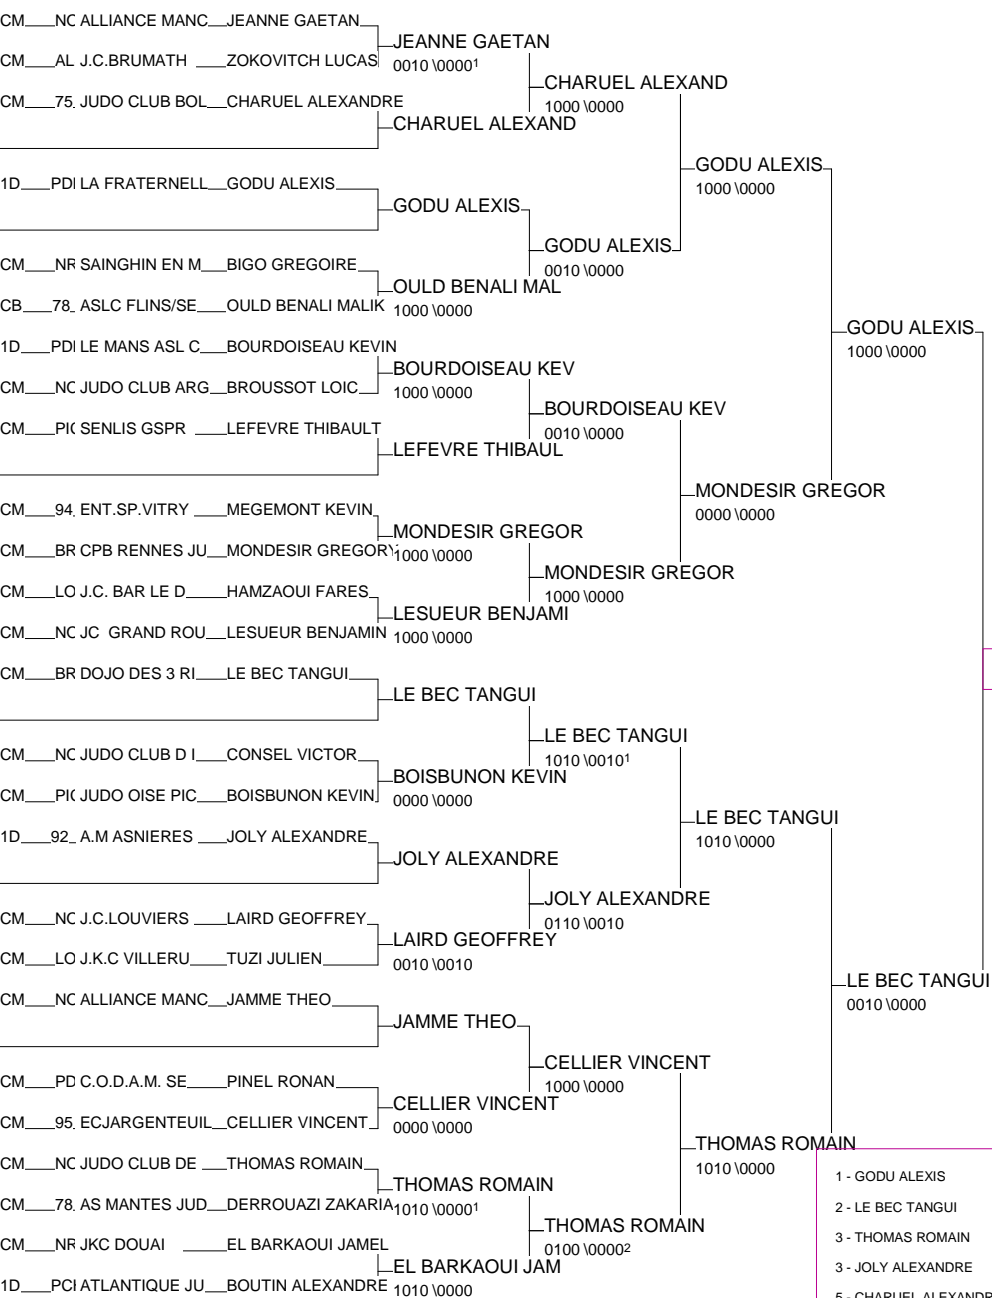 CM NC ALLIANCE MANC JEANNE GAETAN
JEANNE GAETAN
0010 \0000¹
CM AL J.C.BRUMATH ZOKOVITCH LUCAS
CHARUEL ALEXAND
1000 \0000
CM 75 JUDO CLUB BOL CHARUEL ALEXANDRE
CHARUEL ALEXAND
GODU ALEXIS
1000 \0000
1D PD LA FRATERNELL GODU ALEXIS
GODU ALEXIS
GODU ALEXIS
0010 \0000
CM NR SAINGHIN EN M BIGO GREGOIRE
OULD BENALI MAL
1000 \0000
CB 78 ASLC FLINS/SE OULD BENALI MALIK
GODU ALEXIS
1000 \0000
1D PD LE MANS ASL C BOURDOISEAU KEVIN
BOURDOISEAU KEV
1000 \0000
CM NC JUDO CLUB ARG BROUSSOT LOIC
BOURDOISEAU KEV
0010 \0000
CM PI SENLIS GSPR LEFEVRE THIBAULT
LEFEVRE THIBAUL
MONDESIR GREGOR
0000 \0000
CM 94 ENT.SP.VITRY MEGEMONT KEVIN
MONDESIR GREGOR
1000 \0000
CM BR CPB RENNES JU MONDESIR GREGORY
MONDESIR GREGOR
1000 \0000
CM LO J.C. BAR LE D HAMZAOUI FARES
LESUEUR BENJAMI
1000 \0000
CM NC JC GRAND ROU LESUEUR BENJAMIN
CM BR DOJO DES 3 RI LE BEC TANGUI
LE BEC TANGUI
LE BEC TANGUI
1010 \0010¹
CM NC JUDO CLUB D I CONSEL VICTOR
BOISBUNON KEVIN
0000 \0000
CM PI JUDO OISE PIC BOISBUNON KEVIN
LE BEC TANGUI
1010 \0000
1D 92 A.M ASNIERES JOLY ALEXANDRE
JOLY ALEXANDRE
JOLY ALEXANDRE
0110 \0010
CM NC J.C.LOUVIERS LAIRD GEOFFREY
LAIRD GEOFFREY
0010 \0010
CM LO J.K.C VILLERU TUZI JULIEN
LE BEC TANGUI
0010 \0000
CM NC ALLIANCE MANC JAMME THEO
JAMME THEO
CELLIER VINCENT
1000 \0000
CM PD C.O.D.A.M. SE PINEL RONAN
CELLIER VINCENT
0000 \0000
CM 95 ECJARGENTEUIL CELLIER VINCENT
THOMAS ROMAIN
1010 \0000
CM NC JUDO CLUB DE THOMAS ROMAIN
THOMAS ROMAIN
1010 \0000¹
CM 78 AS MANTES JUD DERROUAZI ZAKARIA
THOMAS ROMAIN
0100 \0000²
CM NR JKC DOUAI EL BARKAOUI JAMEL
EL BARKAOUI JAM
1010 \0000
1D PC ATLANTIQUE JU BOUTIN ALEXANDRE
1 - GODU ALEXIS
2 - LE BEC TANGUI
3 - THOMAS ROMAIN
3 - JOLY ALEXANDRE
5 - CHARUEL ALEXANDR